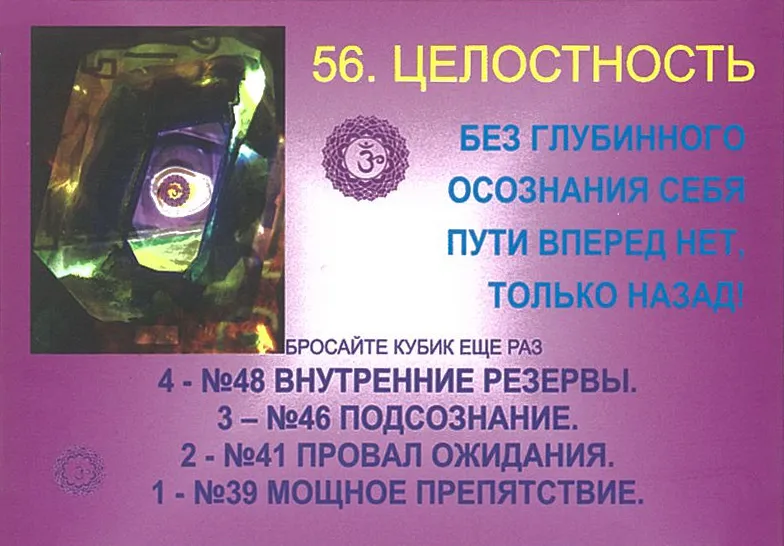 56. ЦЕЛОСТНОСТЬ
БЕЗ ГЛУБИННОГО
ОСОЗНАНИЯ СЕБЯ
ПУТИ ВПЕРЕД НЕТ,
ТОЛЬКО НАЗАД!
БРОСАЙТЕ КУБИК ЕЩЕ РАЗ
4 - №48 ВНУТРЕННИЕ РЕЗЕРВЫ.
3 – №46 ПОДСОЗНАНИЕ.
2 - №41 ПРОВАЛ ОЖИДАНИЯ.
1 - №39 МОЩНОЕ ПРЕПЯТСТВИЕ.
ॐ